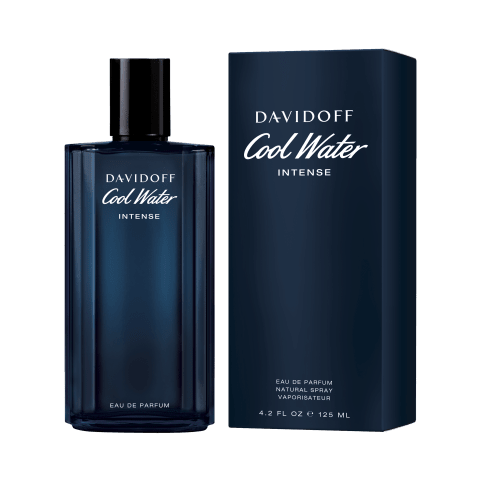 DAVIDOFF
Cool Water
INTENSE
EAU DE PARFUM
DAVIDOFF
Cool Water
INTENSE
EAU DE PARFUM
NATURAL SPRAY
VAPORISATEUR
4.2 FL OZ ℮ 125 ML